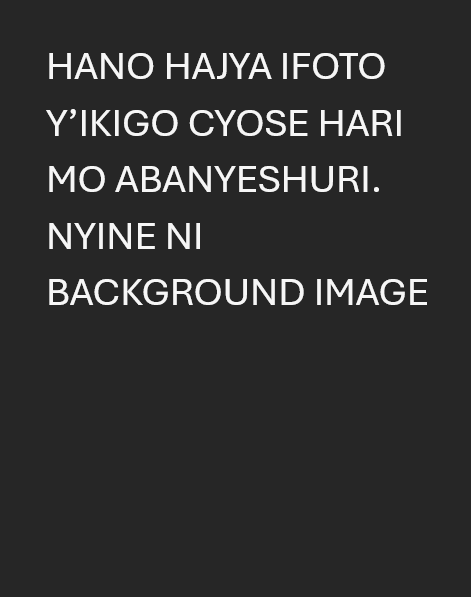 HANO HAJYA IFOTO
Y’IKIGO CYOSE HARI
MO ABANYESHURI.
NYINE NI
BACKGROUND IMAGE